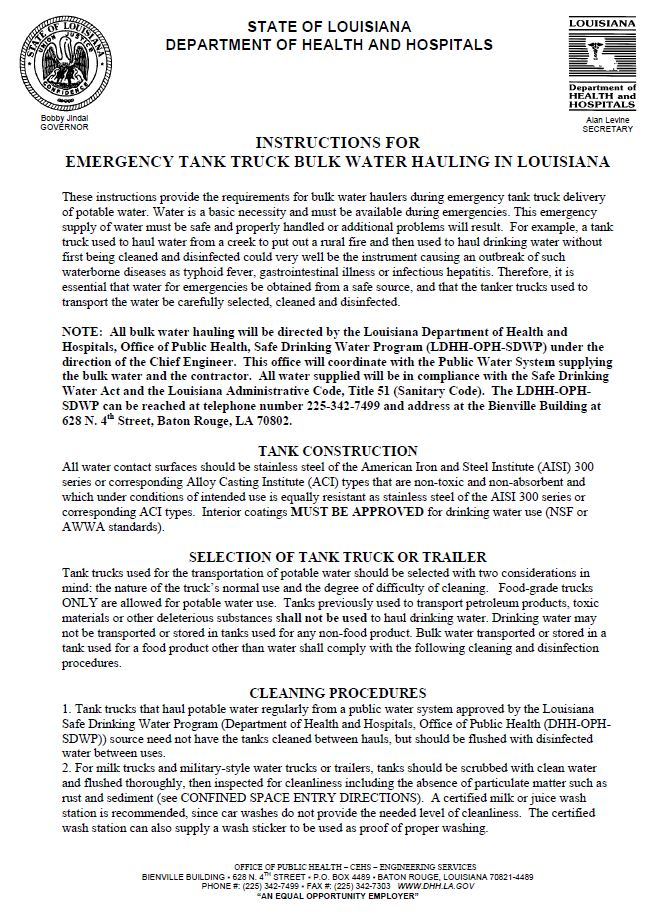 STATE OF LOUISIANA
DEPARTMENT OF HEALTH AND HOSPITALS
STATE OF LOUISIANA
UNION JUSTICE
CONFIDENCE
Bobby Jindal
GOVERNOR
LOUISIANA
Department of
HEALTH and
HOSPITALS
Alan Levine
SECRETARY
INSTRUCTIONS FOR
EMERGENCY TANK TRUCK BULK WATER HAULING IN LOUISIANA
These instructions provide the requirements for bulk water haulers during emergency tank truck delivery
of potable water. Water is a basic necessity and must be available during emergencies. This emergency
supply of water must be safe and properly handled or additional problems will result. For example, a tank
truck used to haul water from a creek to put out a rural fire and then used to haul drinking water without
first being cleaned and disinfected could very well be the instrument causing an outbreak of such
waterborne diseases as typhoid fever, gastrointestinal illness or infectious hepatitis. Therefore, it is
essential that water for emergencies be obtained from a safe source, and that the tanker trucks used to
transport the water be carefully selected, cleaned and disinfected.
NOTE: All bulk water hauling will be directed by the Louisiana Department of Health and
Hospitals, Office of Public Health, Safe Drinking Water Program (LDHH-OPH-SDWP) under the
direction of the Chief Engineer. This office will coordinate with the Public Water System supplying
the bulk water and the contractor. All water supplied will be in compliance with the Safe Drinking
Water Act and the Louisiana Administrative Code, Title 51 (Sanitary Code). The LDHH-OPH-
SDWP can be reached at telephone number 225-342-7499 and address at the Bienville Building at
628 N. 4th Street, Baton Rouge, LA 70802.
TANK CONSTRUCTION
All water contact surfaces should be stainless steel of the American Iron and Steel Institute (AISI) 300
series or corresponding Alloy Casting Institute (ACI) types that are non-toxic and non-absorbent and
which under conditions of intended use is equally resistant as stainless steel of the AISI 300 series or
corresponding ACI types. Interior coatings MUST BE APPROVED for drinking water use (NSF or
AWWA standards).
SELECTION OF TANK TRUCK OR TRAILER
Tank trucks used for the transportation of potable water should be selected with two considerations in
mind: the nature of the truck's normal use and the degree of difficulty of cleaning. Food-grade trucks
ONLY are allowed for potable water use. Tanks previously used to transport petroleum products, toxic
materials or other deleterious substances shall not be used to haul drinking water. Drinking water may
not be transported or stored in tanks used for any non-food product. Bulk water transported or stored in a
tank used for a food product other than water shall comply with the following cleaning and disinfection
procedures.
CLEANING PROCEDURES
1. Tank trucks that haul potable water regularly from a public water system approved by the Louisiana
Safe Drinking Water Program (Department of Health and Hospitals, Office of Public Health (DHH-OPH-
SDWP)) source need not have the tanks cleaned between hauls, but should be flushed with disinfected
water between uses.
2. For milk trucks and military-style water trucks or trailers, tanks should be scrubbed with clean water
and flushed thoroughly, then inspected for cleanliness including the absence of particulate matter such as
rust and sediment (see CONFINED SPACE ENTRY DIRECTIONS). A certified milk or juice wash
station is recommended, since car washes do not provide the needed level of cleanliness. The certified
wash station can also supply a wash sticker to be used as proof of proper washing.
OFFICE OF PUBLIC HEALTH – CEHS – ENGINEERING SERVICES
BIENVILLE BUILDING • 628 N. 4TH STREET • P.O. BOX 4489 • BATON ROUGE, LOUISIANA 70821-4489
PHONE #: (225) 342-7499 • FAX #: (225) 342-7303 WWW.DHH.LA.GOV
"AN EQUAL OPPORTUNITY EMPLOYER"